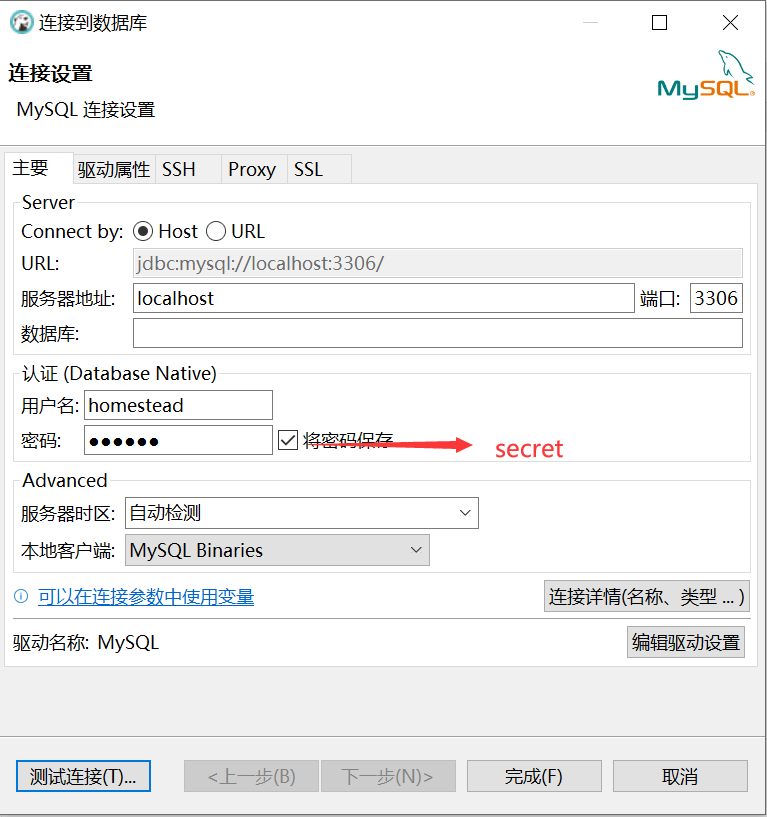 连接到数据库
连接设置
MySQL 连接设置
MySQL
主要 驱动属性 SSH Proxy SSL
Server
Connect by: Host URL
URL: jdbc:mysql://localhost:3306/
服务器地址: localhost 端口: 3306
数据库:
认证 (Database Native)
用户名: homestead
密码: ●●●●●● 将密码保存 secret
Advanced
服务器时区: 自动检测
本地客户端: MySQL Binaries
可以在连接参数中使用变量 连接详情(名称、类型 ... )
驱动名称: MySQL 编辑驱动设置
测试连接(T)... <上一步(B) 下一步(N)> 完成(F) 取消